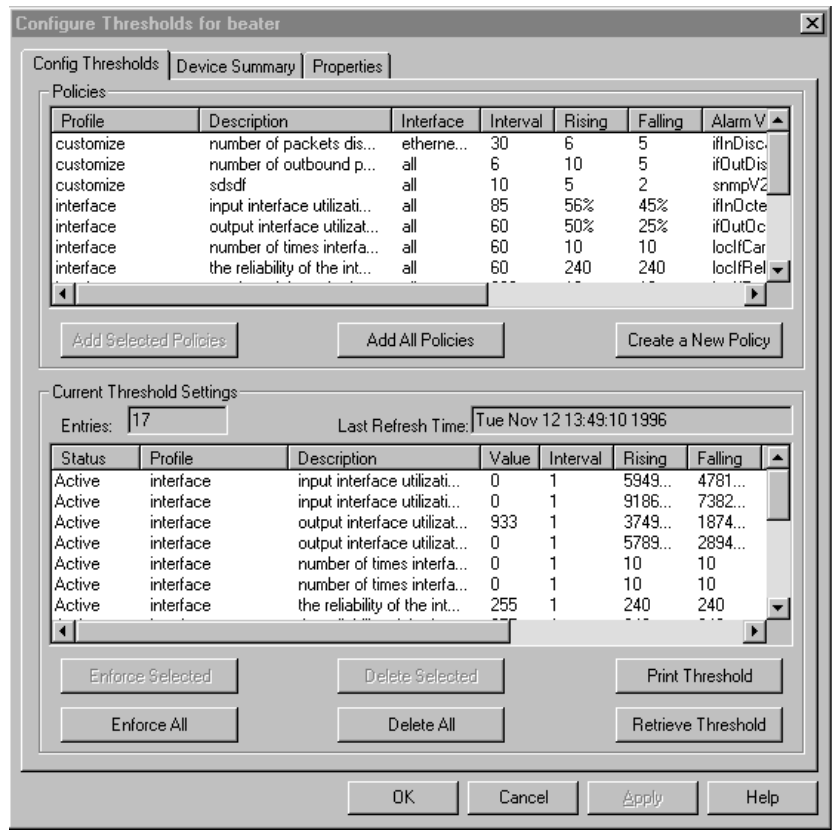 Configure Thresholds for beater
Config Thresholds Device Summary Properties
Policies
Profile Description Interface Interval Rising Falling Alarm V
customize number of packets dis... etherne... 30 6 5 ifInDisc
customize number of outbound p... all 6 10 5 ifOutDis
customize sdsdf all 10 5 2 snmpV2
interface input interface utilizati... all 85 56% 45% ifInOcte
interface output interface utilizat... all 60 50% 25% ifOutOc
interface number of times interfa... all 60 10 10 locIfCar
interface the reliability of the int... all 60 240 240 locIfRel
Add Selected Policies Add All Policies Create a New Policy
Current Threshold Settings
Entries: 17 Last Refresh Time: Tue Nov 12 13:49:10 1996
Status Profile Description Value Interval Rising Falling
Active interface input interface utilizati... 0 1 5949... 4781...
Active interface input interface utilizati... 0 1 9186... 7382...
Active interface output interface utilizat... 933 1 3749... 1874...
Active interface output interface utilizat... 0 1 5789... 2894...
Active interface number of times interfa... 0 1 10 10
Active interface number of times interfa... 0 1 10 10
Active interface the reliability of the int... 255 1 240 240
Enforce Selected Delete Selected Print Threshold
Enforce All Delete All Retrieve Threshold
OK Cancel Apply Help